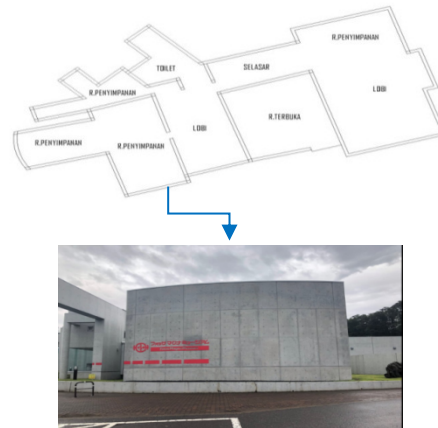 R.PENYIMPANAN
TOILET
SELASAR
R.PENYIMPANAN
LOBI
R.TERBUKA
LOBI
R.PENYIMPANAN
R.PENYIMPANAN